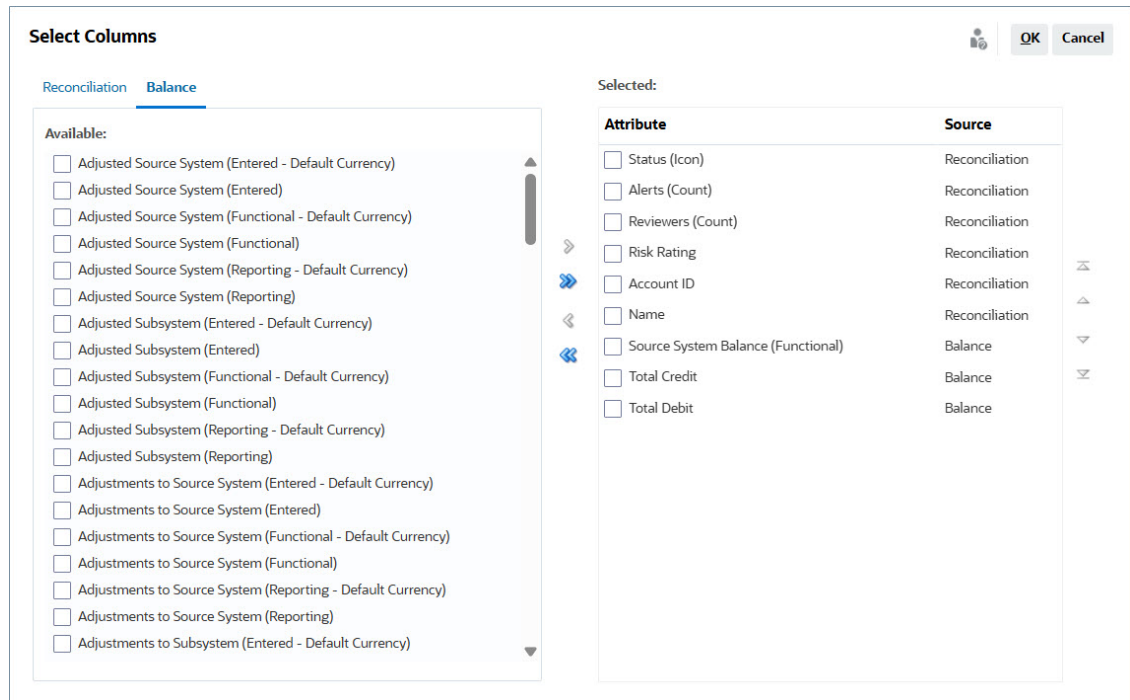 Select Columns
OK Cancel
Reconciliation Balance
Selected:
Available:
Adjusted Source System (Entered - Default Currency)
Adjusted Source System (Entered)
Adjusted Source System (Functional - Default Currency)
Adjusted Source System (Functional)
Adjusted Source System (Reporting - Default Currency)
Adjusted Source System (Reporting)
Adjusted Subsystem (Entered - Default Currency)
Adjusted Subsystem (Entered)
Adjusted Subsystem (Functional - Default Currency)
Adjusted Subsystem (Functional)
Adjusted Subsystem (Reporting - Default Currency)
Adjusted Subsystem (Reporting)
Adjustments to Source System (Entered - Default Currency)
Adjustments to Source System (Entered)
Adjustments to Source System (Functional - Default Currency)
Adjustments to Source System (Functional)
Adjustments to Source System (Reporting - Default Currency)
Adjustments to Source System (Reporting)
Adjustments to Subsystem (Entered - Default Currency)
Attribute Source
Status (Icon) Reconciliation
Alerts (Count) Reconciliation
Reviewers (Count) Reconciliation
Risk Rating Reconciliation
Account ID Reconciliation
Name Reconciliation
Source System Balance (Functional) Balance
Total Credit Balance
Total Debit Balance